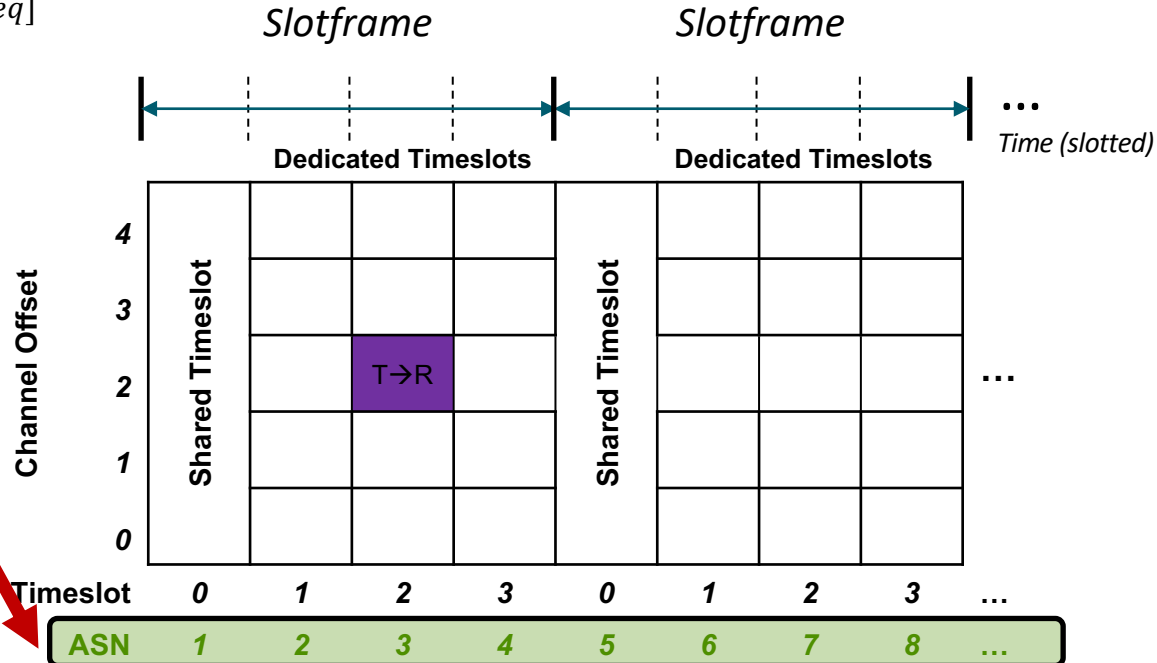 eq]
Slotframe Slotframe
...
Time (slotted)
Dedicated Timeslots Dedicated Timeslots
Channel Offset
4
3
2
1
0
Shared Timeslot
T→R
Shared Timeslot
...
Timeslot 0 1 2 3 0 1 2 3 ...
ASN 1 2 3 4 5 6 7 8 ...